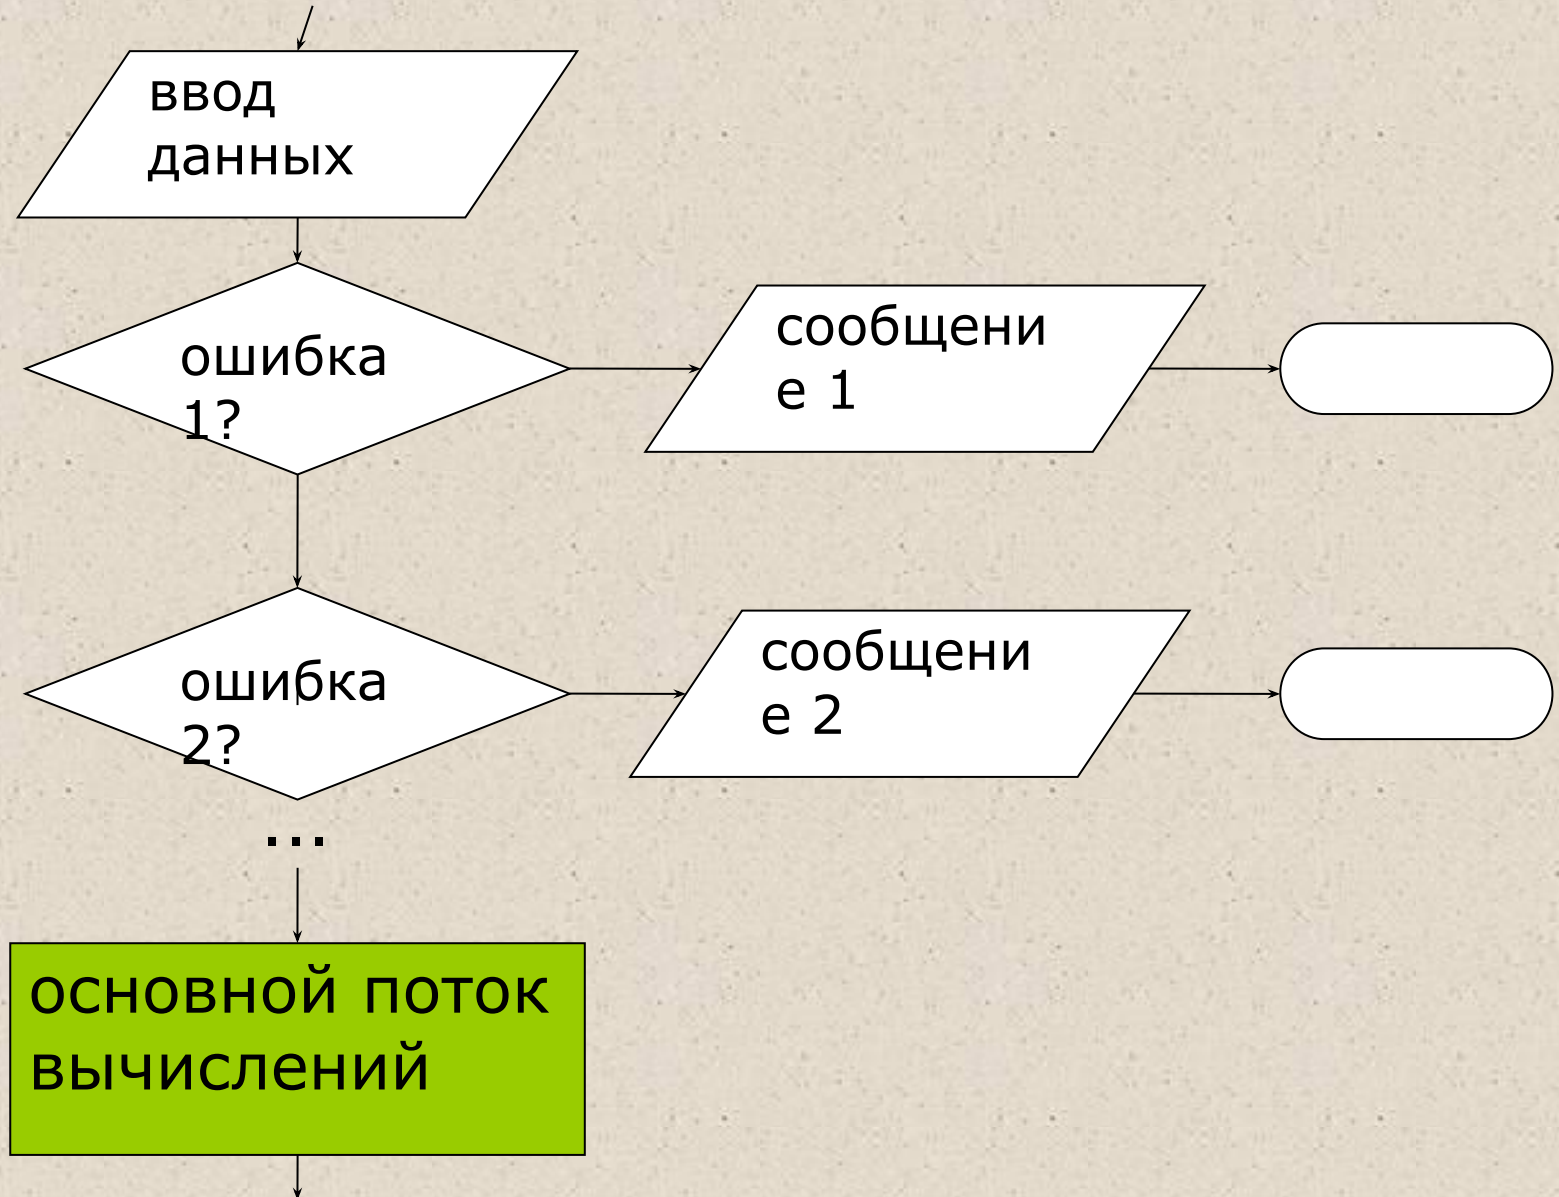 ввод
данных
ошибка
1?
сообщени
е 1
ошибка
2?
сообщени
е 2
...
основной поток
вычислений